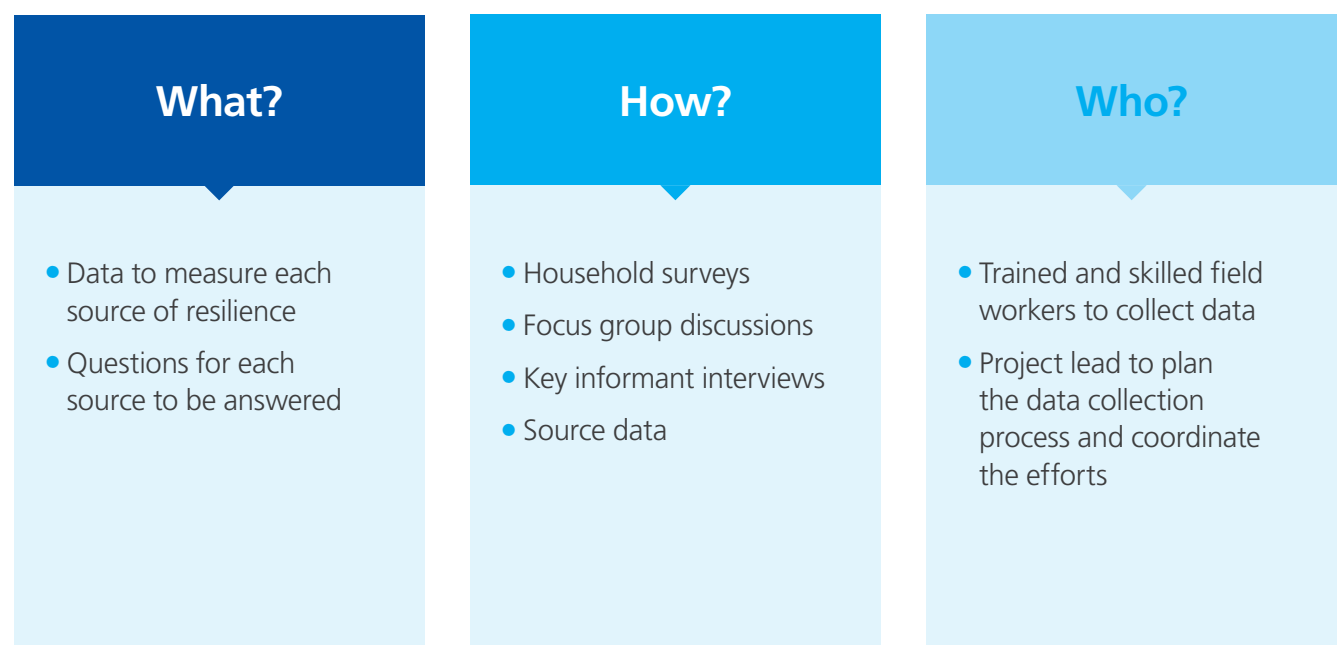 What?
• Data to measure each
source of resilience
• Questions for each
source to be answered
How?
• Household surveys
• Focus group discussions
• Key informant interviews
• Source data
Who?
• Trained and skilled field
workers to collect data
• Project lead to plan
the data collection
process and coordinate
the efforts